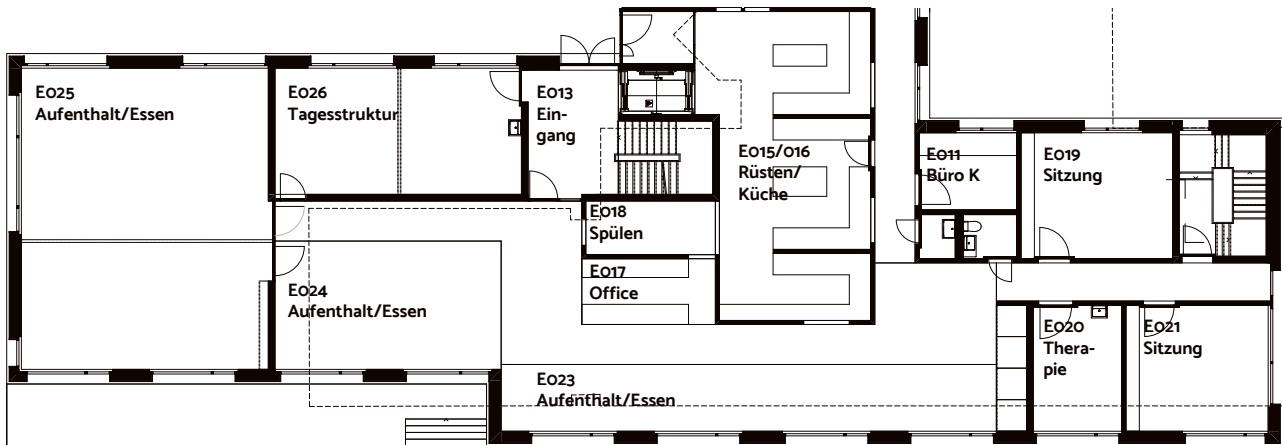 E025
Aufenthalt/Essen
E026
Tagesstruktur
E013
Ein-
gang
E015/016
Rüsten/
Küche
E011
Büro K
E019
Sitzung
E018
Spülen
E017
Office
E024
Aufenthalt/Essen
E020
Thera-
pie
E021
Sitzung
E023
Aufenthalt/Essen